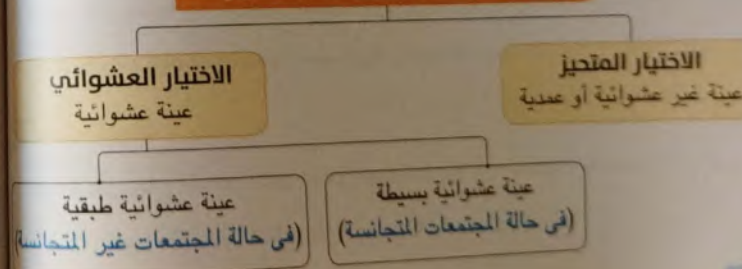 الاختيار المتحيز
عينة غير عشوائية أو عمدية
الاختيار العشوائي
عينة عشوائية
عينة عشوائية بسيطة
(فى حالة المجتمعات المتجانسة)
عينة عشوائية طبقية
(فى حالة المجتمعات غير المتجانسة)